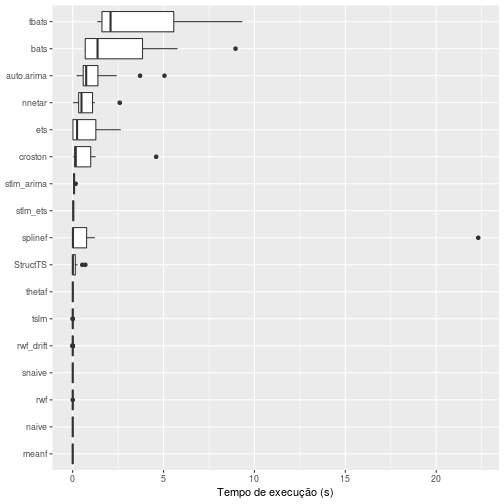 tbats
bats
auto.arima
nnetar
ets
croston
stlm_arima
stlm_ets
splinef
StructTS
thetaf
tslm
rwf_drift
snaive
rwf
naive
meanf
0 5 10 15 20
Tempo de execução (s)